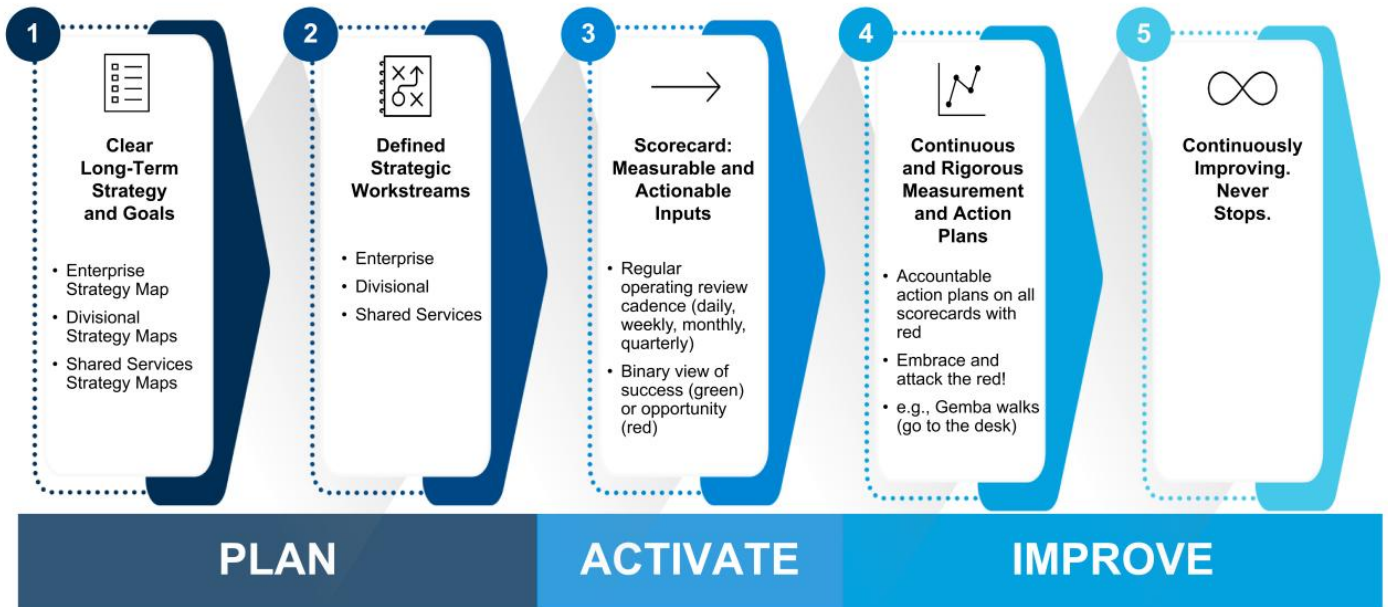 1
Clear
Long-Term
Strategy
and Goals
• Enterprise
Strategy Map
• Divisional
Strategy Maps
• Shared Services
Strategy Maps
2
Defined
Strategic
Workstreams
• Enterprise
• Divisional
• Shared Services
3
Scorecard:
Measurable and
Actionable
Inputs
• Regular
operating review
cadence (daily,
weekly, monthly,
quarterly)
• Binary view of
success (green)
or opportunity
(red)
4
Continuous
and Rigorous
Measurement
and Action
Plans
• Accountable
action plans on all
scorecards with
red
• Embrace and
attack the red!
• e.g., Gemba walks
(go to the desk)
5
Continuously
Improving.
Never
Stops.
PLAN
ACTIVATE
IMPROVE